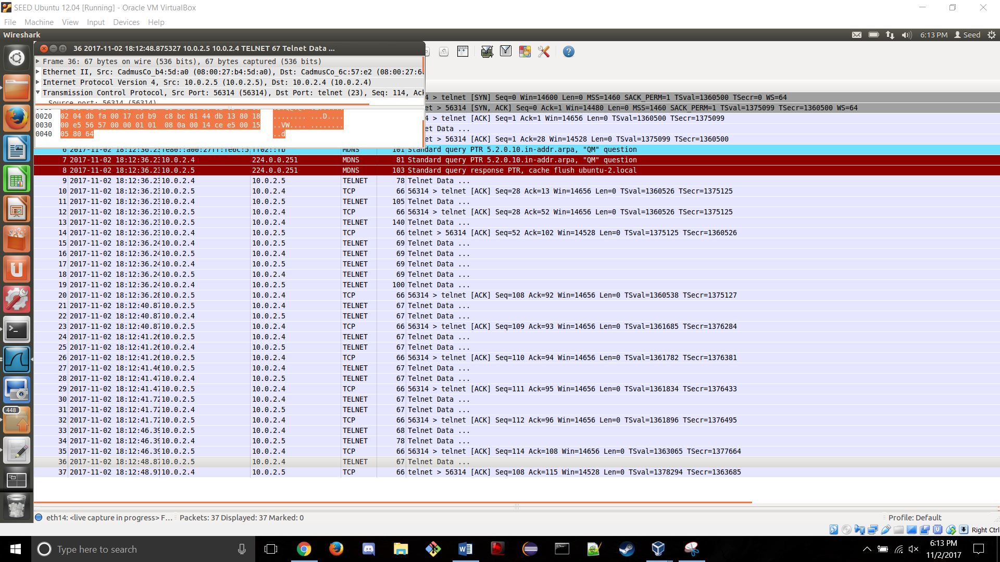 SEED Ubuntu 12.04 [Running] - Oracle VM VirtualBox
File Machine View Input Devices Help
Wireshark
6:13 PM Seed
36 2017-11-02 18:12:48.875327 10.0.2.5 10.0.2.4 TELNET 67 Telnet Data ...
Frame 36: 67 bytes on wire (536 bits), 67 bytes captured (536 bits)
Ethernet II, Src: CadmusCo_b4:5d:a0 (08:00:27:b4:5d:a0), Dst: CadmusCo_6c:57:e2 (08:00:27:6
Internet Protocol Version 4, Src: 10.0.2.5 (10.0.2.5), Dst: 10.0.2.4 (10.0.2.4)
Transmission Control Protocol, Src Port: 56314 (56314), Dst Port: telnet (23), Seq: 114, Ac
Source port: 56314 (56314)
0020 02 04 db fa 00 17 cd b9 c8 bc 81 44 db 13 80 18 ........ ...D....
0030 00 e5 56 57 00 00 01 01 08 0a 00 14 ce e5 00 15 ..VW.... ........
0040 05 80 64 ..d
4 > telnet [SYN] Seq=0 Win=14600 Len=0 MSS=1460 SACK_PERM=1 TSval=1360500 TSecr=0 WS=64
et > 56314 [SYN, ACK] Seq=0 Ack=1 Win=14480 Len=0 MSS=1460 SACK_PERM=1 TSval=1375099 TSecr=1360500 WS=64
4 > telnet [ACK] Seq=1 Ack=1 Win=14656 Len=0 TSval=1360500 TSecr=1375099
et Data ...
et > 56314 [ACK] Seq=1 Ack=28 Win=14528 Len=0 TSval=1375099 TSecr=1360500
6 2017-11-02 18:12:36.23 fe80::a00:27ff:fe6c:5 ff02::fb MDNS 101 Standard query PTR 5.2.0.10.in-addr.arpa, "QM" question
7 2017-11-02 18:12:36.23 10.0.2.4 224.0.0.251 MDNS 81 Standard query PTR 5.2.0.10.in-addr.arpa, "QM" question
8 2017-11-02 18:12:36.23 10.0.2.5 224.0.0.251 MDNS 103 Standard query response PTR, cache flush ubuntu-2.local
9 2017-11-02 18:12:36.23 10.0.2.4 10.0.2.5 TELNET 78 Telnet Data ...
10 2017-11-02 18:12:36.23 10.0.2.5 10.0.2.4 TCP 66 56314 > telnet [ACK] Seq=28 Ack=13 Win=14656 Len=0 TSval=1360526 TSecr=1375125
11 2017-11-02 18:12:36.23 10.0.2.4 10.0.2.5 TELNET 105 Telnet Data ...
12 2017-11-02 18:12:36.23 10.0.2.5 10.0.2.4 TCP 66 56314 > telnet [ACK] Seq=28 Ack=52 Win=14656 Len=0 TSval=1360526 TSecr=1375125
13 2017-11-02 18:12:36.23 10.0.2.5 10.0.2.4 TELNET 140 Telnet Data ...
14 2017-11-02 18:12:36.23 10.0.2.4 10.0.2.5 TCP 66 telnet > 56314 [ACK] Seq=52 Ack=102 Win=14528 Len=0 TSval=1375125 TSecr=1360526
15 2017-11-02 18:12:36.24 10.0.2.4 10.0.2.5 TELNET 69 Telnet Data ...
16 2017-11-02 18:12:36.24 10.0.2.5 10.0.2.4 TELNET 69 Telnet Data ...
17 2017-11-02 18:12:36.24 10.0.2.4 10.0.2.5 TELNET 69 Telnet Data ...
18 2017-11-02 18:12:36.24 10.0.2.5 10.0.2.4 TELNET 69 Telnet Data ...
19 2017-11-02 18:12:36.24 10.0.2.4 10.0.2.5 TELNET 100 Telnet Data ...
20 2017-11-02 18:12:36.28 10.0.2.5 10.0.2.4 TCP 66 56314 > telnet [ACK] Seq=108 Ack=92 Win=14656 Len=0 TSval=1360538 TSecr=1375127
21 2017-11-02 18:12:40.87 10.0.2.5 10.0.2.4 TELNET 67 Telnet Data ...
22 2017-11-02 18:12:40.87 10.0.2.4 10.0.2.5 TELNET 67 Telnet Data ...
23 2017-11-02 18:12:40.87 10.0.2.5 10.0.2.4 TCP 66 56314 > telnet [ACK] Seq=109 Ack=93 Win=14656 Len=0 TSval=1361685 TSecr=1376284
24 2017-11-02 18:12:41.26 10.0.2.5 10.0.2.4 TELNET 67 Telnet Data ...
25 2017-11-02 18:12:41.26 10.0.2.4 10.0.2.5 TELNET 67 Telnet Data ...
26 2017-11-02 18:12:41.26 10.0.2.5 10.0.2.4 TCP 66 56314 > telnet [ACK] Seq=110 Ack=94 Win=14656 Len=0 TSval=1361782 TSecr=1376381
27 2017-11-02 18:12:41.46 10.0.2.5 10.0.2.4 TELNET 67 Telnet Data ...
28 2017-11-02 18:12:41.47 10.0.2.4 10.0.2.5 TELNET 67 Telnet Data ...
29 2017-11-02 18:12:41.47 10.0.2.5 10.0.2.4 TCP 66 56314 > telnet [ACK] Seq=111 Ack=95 Win=14656 Len=0 TSval=1361834 TSecr=1376433
30 2017-11-02 18:12:41.72 10.0.2.5 10.0.2.4 TELNET 67 Telnet Data ...
31 2017-11-02 18:12:41.72 10.0.2.4 10.0.2.5 TELNET 67 Telnet Data ...
32 2017-11-02 18:12:41.72 10.0.2.5 10.0.2.4 TCP 66 56314 > telnet [ACK] Seq=112 Ack=96 Win=14656 Len=0 TSval=1361896 TSecr=1376495
33 2017-11-02 18:12:46.39 10.0.2.5 10.0.2.4 TELNET 68 Telnet Data ...
34 2017-11-02 18:12:46.39 10.0.2.4 10.0.2.5 TELNET 78 Telnet Data ...
35 2017-11-02 18:12:46.39 10.0.2.5 10.0.2.4 TCP 66 56314 > telnet [ACK] Seq=114 Ack=108 Win=14656 Len=0 TSval=1363065 TSecr=1377664
36 2017-11-02 18:12:48.87 10.0.2.5 10.0.2.4 TELNET 67 Telnet Data ...
37 2017-11-02 18:12:48.91 10.0.2.4 10.0.2.5 TCP 66 telnet > 56314 [ACK] Seq=108 Ack=115 Win=14528 Len=0 TSval=1378294 TSecr=1363685
448
eth14: <live capture in progress> F... Packets: 37 Displayed: 37 Marked: 0 Profile: Default
Right Ctrl
Type here to search
6:13 PM
11/2/2017